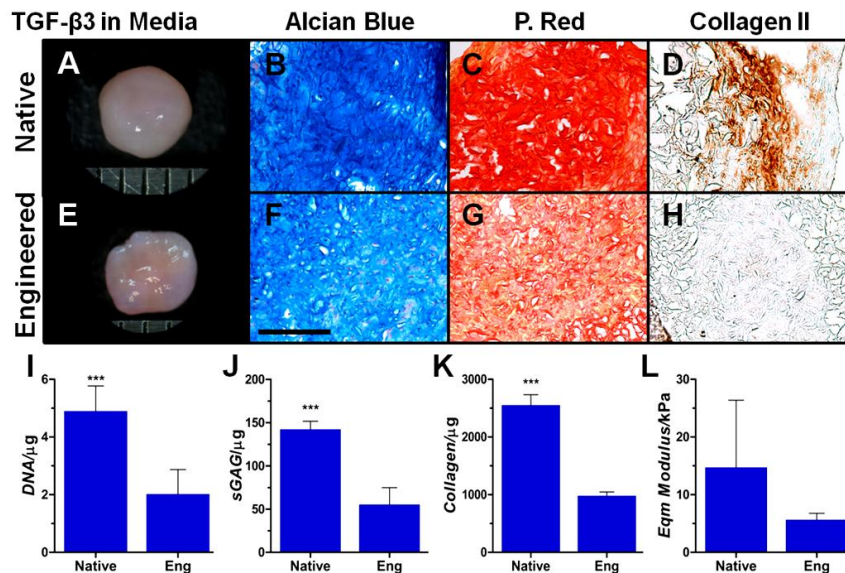 TGF-β3 in Media Alcian Blue P. Red Collagen II
Native
A B C D
Engineered
E F G H
I J K L
DNA/μg
6
4
2
0
***
Native Eng
sGAG/μg
200
150
100
50
0
***
Native Eng
Collagen/μg
3000
2000
1000
0
***
Native Eng
Eqm Modulus/kPa
30
20
10
0
Native Eng